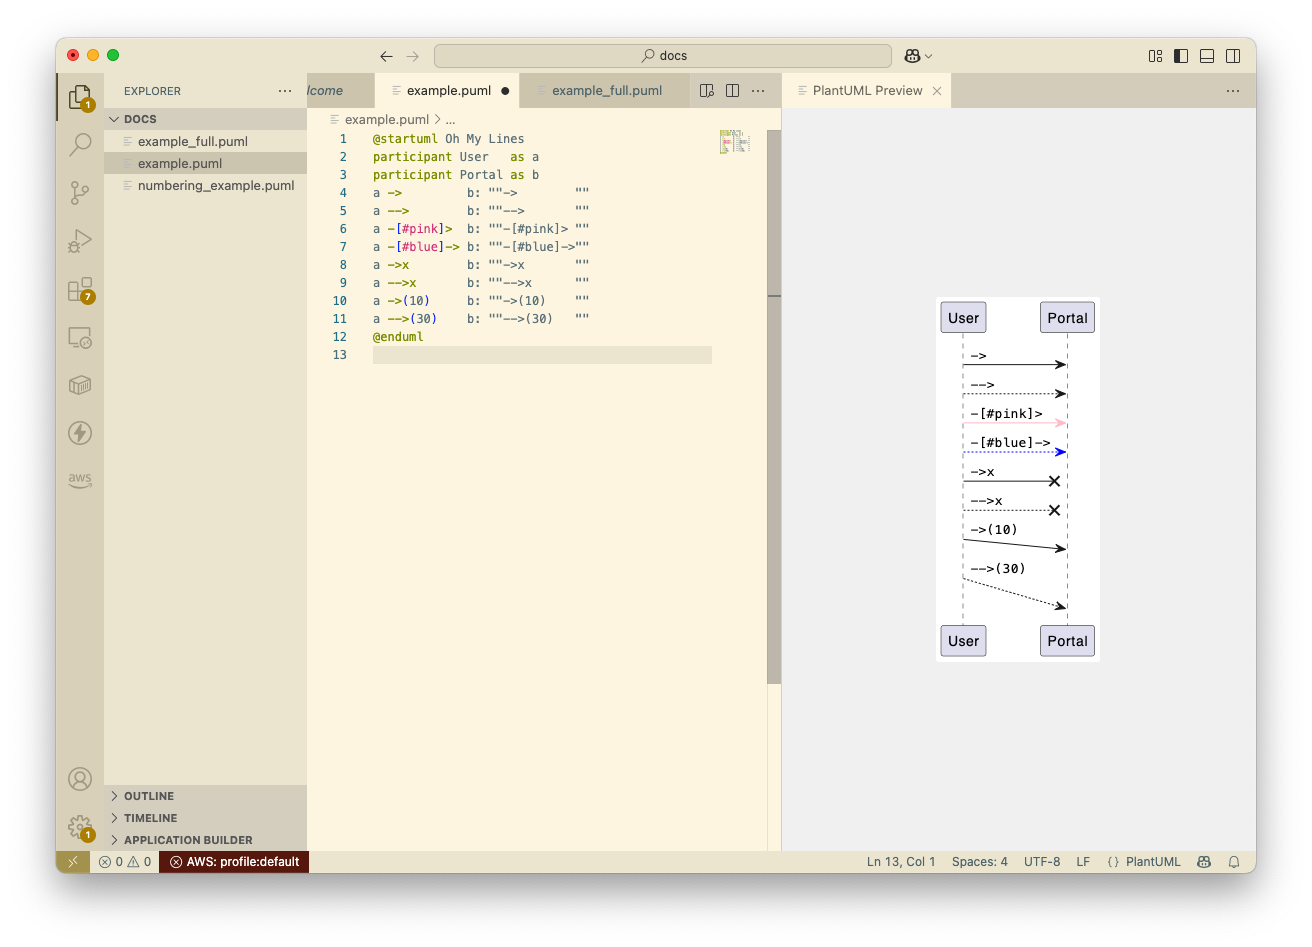 docs
EXPLORER
lcome
example.puml
example_full.puml
PlantUML Preview
DOCS
example_full.puml
example.puml
numbering_example.puml
example.puml > ...
1 @startuml Oh My Lines
2 participant User   as a
3 participant Portal as b
4 a ->         b: ""->        ""
5 a -->        b: ""-->       ""
6 a -[#pink]>  b: ""-[#pink]> ""
7 a -[#blue]-> b: ""-[#blue]->""
8 a ->x        b: ""->x       ""
9 a -->x       b: ""-->x      ""
10 a ->(10)     b: ""->(10)    ""
11 a -->(30)    b: ""-->(30)   ""
12 @enduml
13
User Portal
->
-->
-[#pink]>
-[#blue]->
->x
-->x
->(10)
-->(30)
User Portal
1
7
aws
1
OUTLINE
TIMELINE
APPLICATION BUILDER
0 0
AWS: profile:default
Ln 13, Col 1
Spaces: 4
UTF-8
LF
{} PlantUML